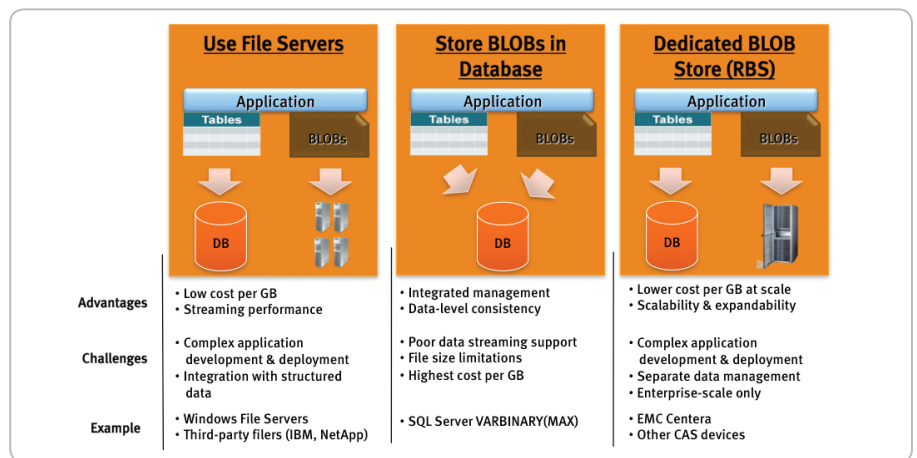 Use File Servers
Application
Tables
BLOBs
DB
Store BLOBs in
Database
Application
Tables
BLOBs
DB
Dedicated BLOB
Store (RBS)
Application
Tables
BLOBs
DB
Advantages
• Low cost per GB
• Streaming performance
• Integrated management
• Data-level consistency
• Lower cost per GB at scale
• Scalability & expandability
Challenges
• Complex application
development & deployment
• Integration with structured
data
• Poor data streaming support
• File size limitations
• Highest cost per GB
• Complex application
development & deployment
• Separate data management
• Enterprise-scale only
Example
• Windows File Servers
• Third-party filers (IBM, NetApp)
• SQL Server VARBINARY(MAX)
• EMC Centera
• Other CAS devices